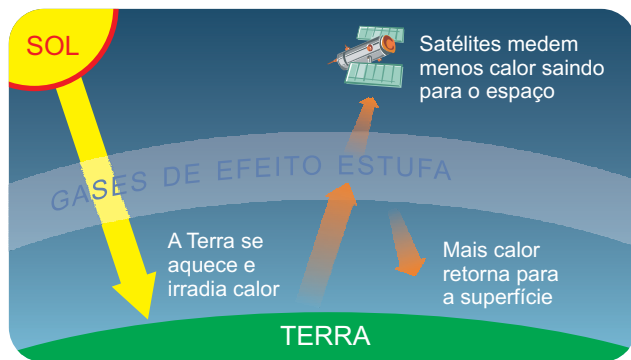 SOL
Satélites medem
menos calor saindo
para o espaço
GASES DE EFEITO ESTUFA
A Terra se
aquece e
irradia calor
Mais calor
retorna para
a superfície
TERRA